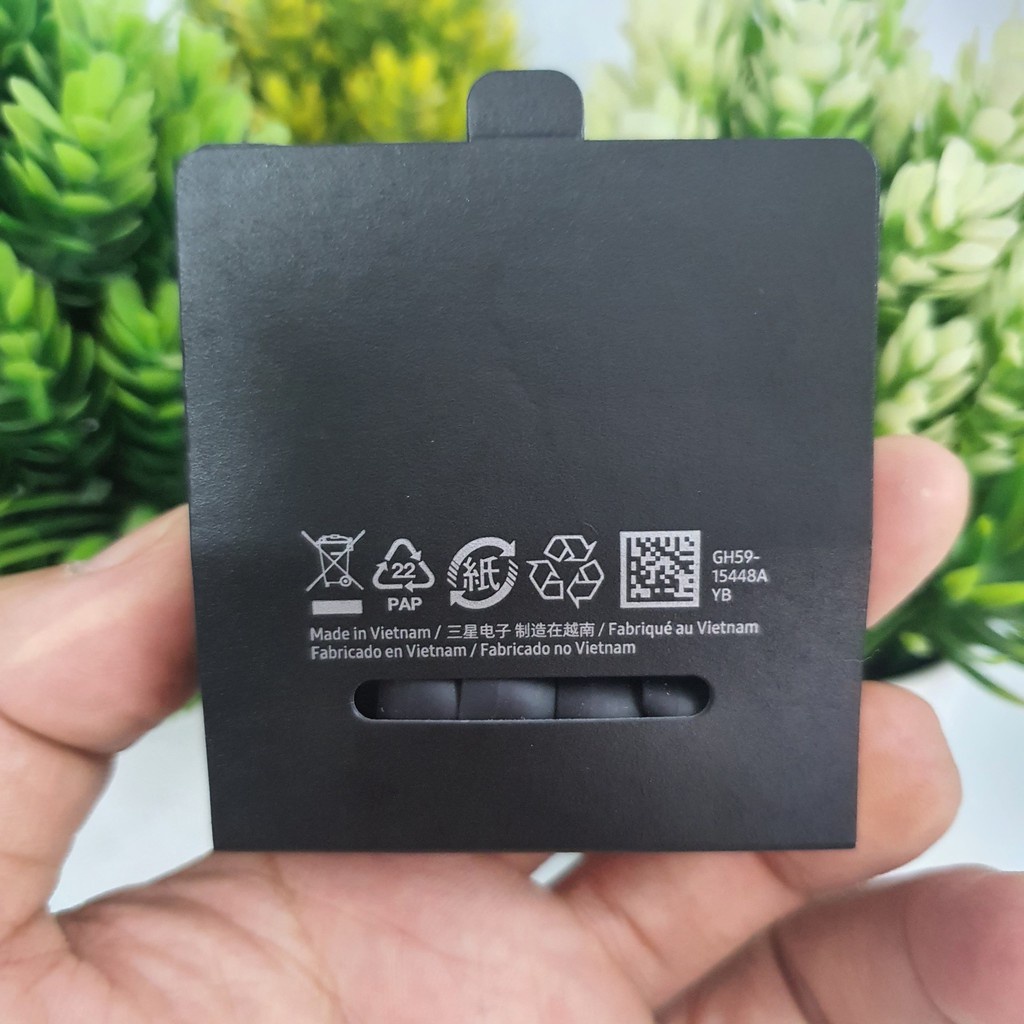 22
PAP
紙
GH59-
15448A
YB
Made in Vietnam / 三星电子 制造在越南 / Fabriqué au Vietnam
Fabricado en Vietnam / Fabricado no Vietnam